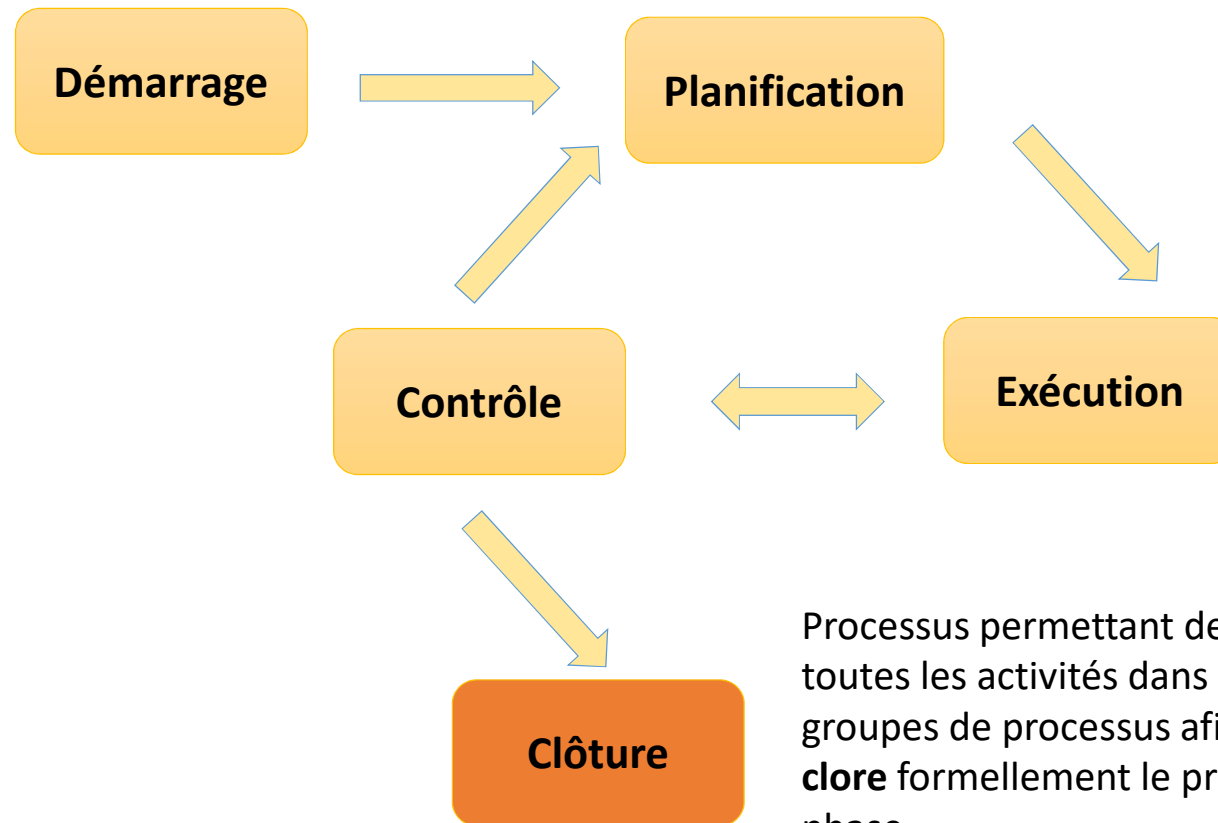 Démarrage
Planification
Contrôle
Exécution
Processus permettant de
toutes les activités dans
groupes de processus afi
clore formellement le pr
Clôture
phase